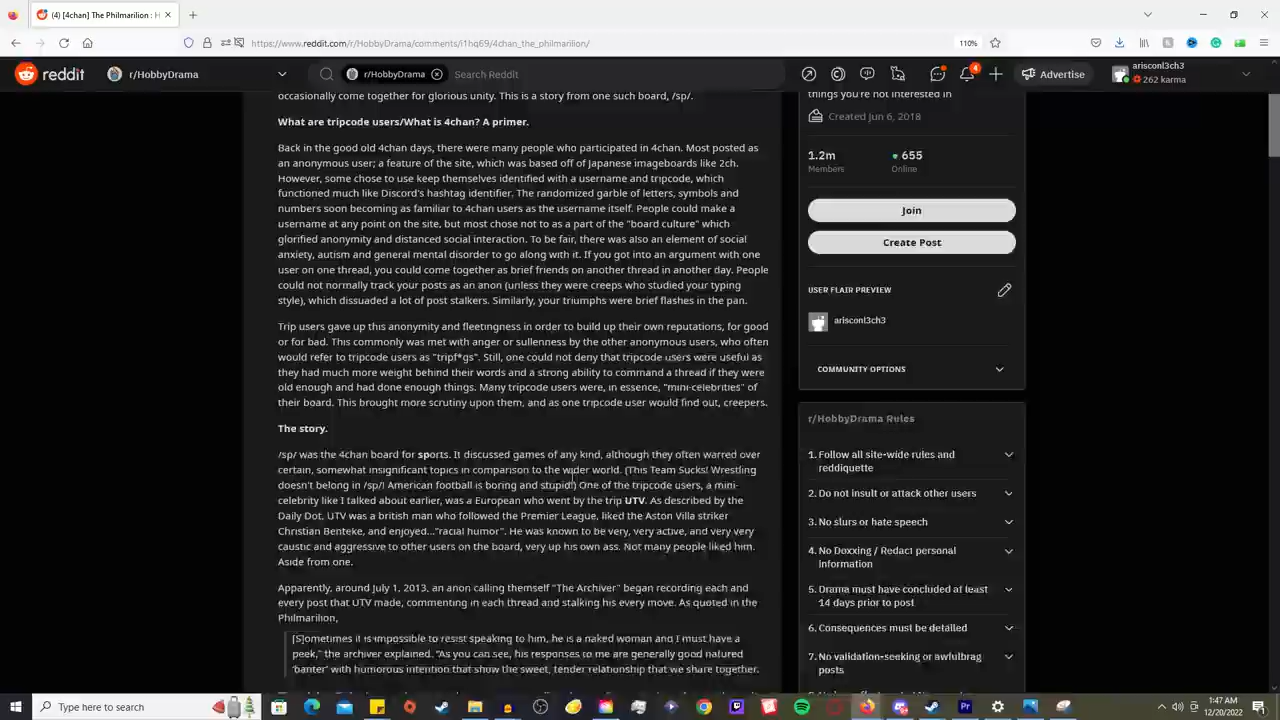 (4) [4chan] The Philmarilion : H
https://www.reddit.com/r/HobbyDrama/comments/i1hq69/4chan_the_philmarilion/
110%
reddit
r/HobbyDrama
r/HobbyDrama
Search Reddit
4
Advertise
arisconl3ch3
262 karma
occasionally come together for glorious unity. This is a story from one such board, /sp/.
What are tripcode users/What is 4chan? A primer.
Back in the good old 4chan days, there were many people who participated in 4chan. Most posted as
an anonymous user; a feature of the site, which was based off of Japanese imageboards like 2ch.
However, some chose to use keep themselves identified with a username and tripcode, which
functioned much like Discord's hashtag identifier. The randomized garble of letters, symbols and
numbers soon becoming as familiar to 4chan users as the username itself. People could make a
username at any point on the site, but most chose not to as a part of the "board culture" which
glorified anonymity and distanced social interaction. To be fair, there was also an element of social
anxiety, autism and general mental disorder to go along with it. If you got into an argument with one
user on one thread, you could come together as brief friends on another thread in another day. People
could not normally track your posts as an anon (unless they were creeps who studied your typing
style), which dissuaded a lot of post stalkers. Similarly, your triumphs were brief flashes in the pan.
Trip users gave up this anonymity and fleetingness in order to build up their own reputations, for good
or for bad. This commonly was met with anger or sullenness by the other anonymous users, who often
would refer to tripcode users as "tripf*gs". Still, one could not deny that tripcode users were useful as
they had much more weight behind their words and a strong ability to command a thread if they were
old enough and had done enough things. Many tripcode users were, in essence, "mini-celebrities" of
their board. This brought more scrutiny upon them, and as one tripcode user would find out, creepers.
The story.
/sp/ was the 4chan board for sports. It discussed games of any kind, although they often warred over
certain, somewhat insignificant topics in comparison to the wider world. (This Team Sucks! Wrestling
doesn't belong in /sp/! American football is boring and stupid!) One of the tripcode users, a mini-
celebrity like I talked about earlier, was a European who went by the trip UTV. As described by the
Daily Dot, UTV was a british man who followed the Premier League, liked the Aston Villa striker
Christian Benteke, and enjoyed..."racial humor". He was known to be very, very active, and very very
caustic and aggressive to other users on the board, very up his own ass. Not many people liked him.
Aside from one.
Apparently, around July 1, 2013, an anon calling themself "The Archiver" began recording each and
every post that UTV made, commenting in each thread and stalking his every move. As quoted in the
Philmarilion,
[S]ometimes it is impossible to resist speaking to him, he is a naked woman and I must have a
peek," the archiver explained. "As you can see, his responses to me are generally good natured
'banter' with humorous intention that show the sweet, tender relationship that we share together.
things you're not interested in
Created Jun 6, 2018
1.2m
Members
655
Online
Join
Create Post
USER FLAIR PREVIEW
arisconl3ch3
COMMUNITY OPTIONS
r/HobbyDrama Rules
1. Follow all site-wide rules and
reddiquette
2. Do not insult or attack other users
3. No slurs or hate speech
4. No Doxxing / Redact personal
information
5. Drama must have concluded at least
14 days prior to post
6. Consequences must be detailed
7. No validation-seeking or awfulbrag
posts
Type here to search
1:47 AM
12/20/2022